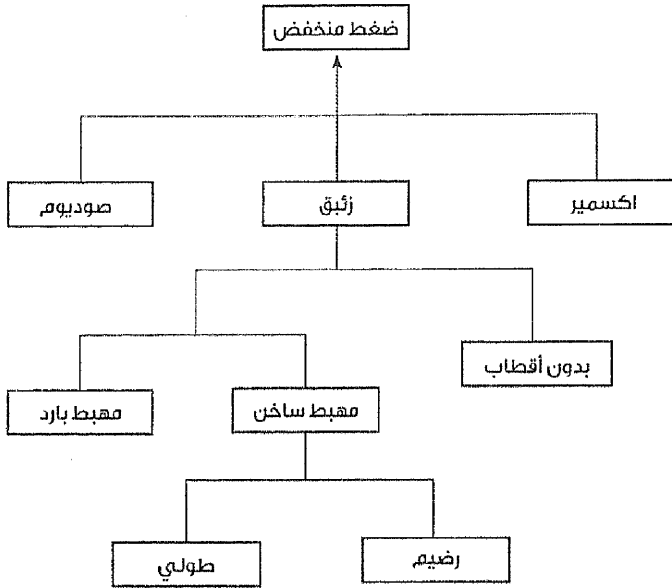 ضغط منخفض
اكسمير
زئبق
صوديوم
بدون أقطاب
مهبط ساخن
مهبط بارد
رضيم
طولي